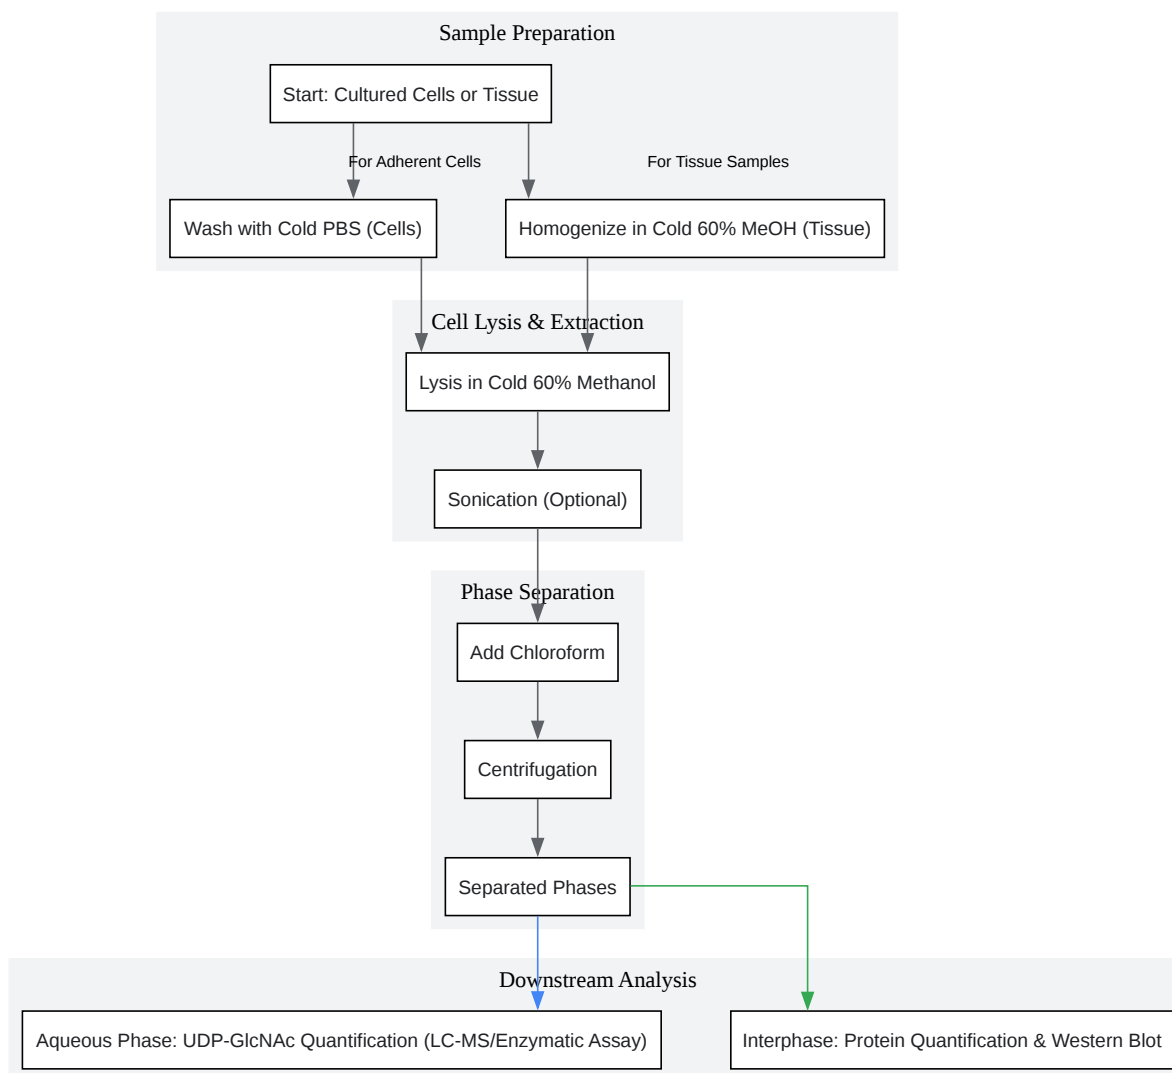 Sample Preparation
Start: Cultured Cells or Tissue
For Adherent Cells
For Tissue Samples
Wash with Cold PBS (Cells)
Homogenize in Cold 60% MeOH (Tissue)
Cell Lysis & Extraction
Lysis in Cold 60% Methanol
Sonication (Optional)
Phase Separation
Add Chloroform
Centrifugation
Separated Phases
Downstream Analysis
Aqueous Phase: UDP-GlcNAc Quantification (LC-MS/Enzymatic Assay)
Interphase: Protein Quantification & Western Blot